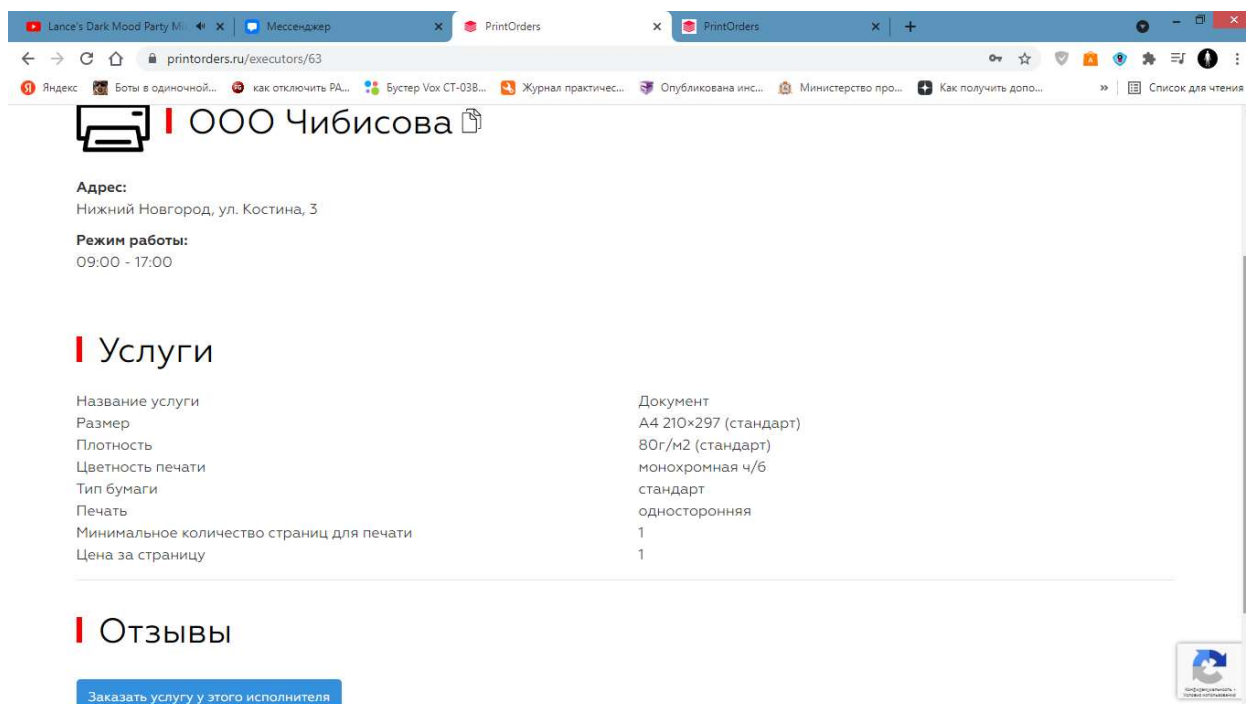 Lance's Dark Mood Party Mi
Мессенджер
PrintOrders
PrintOrders
printorders.ru/executors/63
Яндекс
Боты в одиночной...
как отключить PA...
Бустер Vox CT-03B...
Журнал практичес...
Опубликована инс...
Министерство про...
Как получить допо...
»
Список для чтения
ООО Чибисова
Адрес:
Нижний Новгород, ул. Костина, 3
Режим работы:
09:00 - 17:00
Услуги
Название услуги Документ
Размер А4 210×297 (стандарт)
Плотность 80г/м2 (стандарт)
Цветность печати монохромная ч/б
Тип бумаги стандарт
Печать односторонняя
Минимальное количество страниц для печати 1
Цена за страницу 1
Отзывы
Заказать услугу у этого исполнителя
Конфиденциальность -
Условия использования